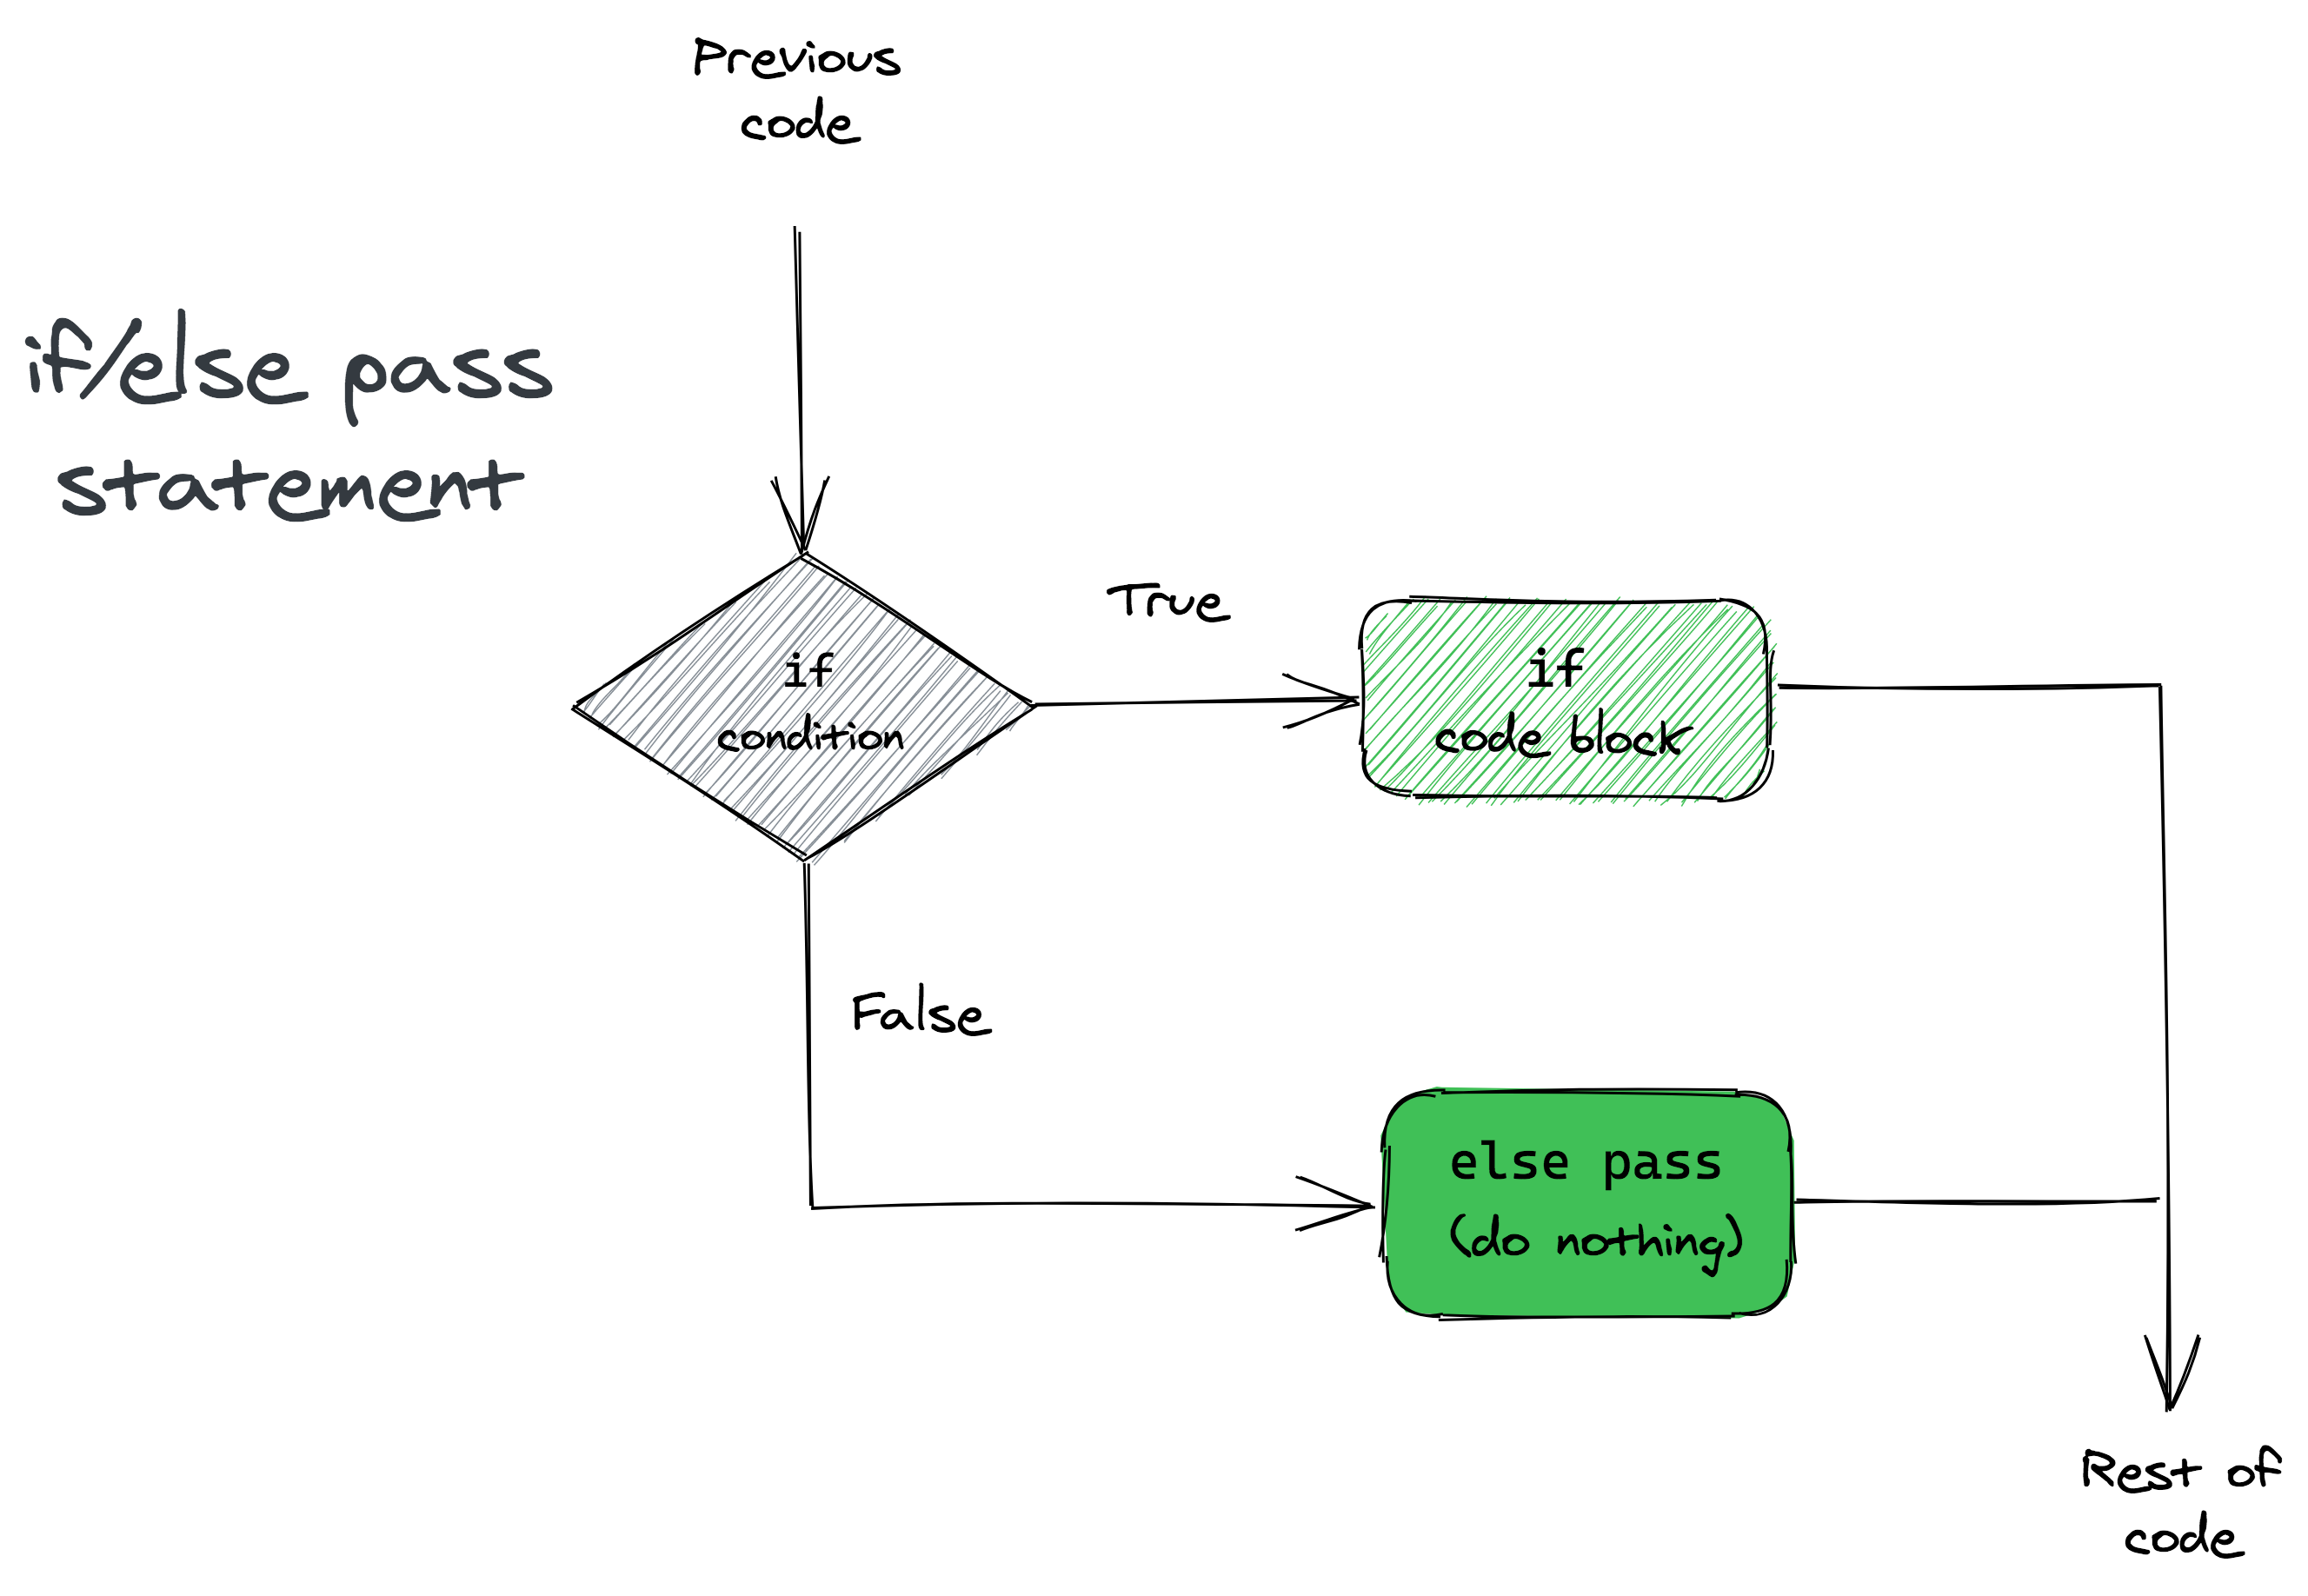 Previous
code
if/else pass
statement
True
if
condition
if
code block
False
else pass
(do nothing)
Rest of
code